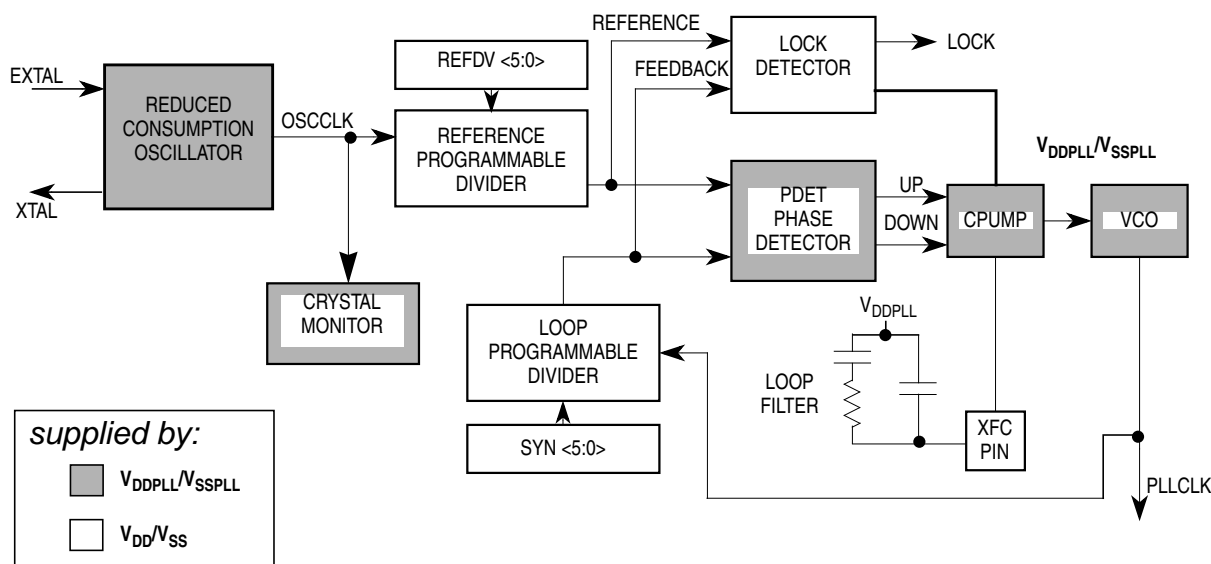 EXTAL
XTAL
REDUCED
CONSUMPTION
OSCILLATOR
OSCCLK
REFDV <5:0>
REFERENCE
PROGRAMMABLE
DIVIDER
CRYSTAL
MONITOR
REFERENCE
FEEDBACK
LOCK
DETECTOR
LOCK
PDET
PHASE
DETECTOR
UP
DOWN
CPUMP
VDDPLL/VSSPLL
VCO
LOOP
PROGRAMMABLE
DIVIDER
SYN <5:0>
VDDPLL
LOOP
FILTER
XFC
PIN
PLLCLK
supplied by:
VDDPLL/VSSPLL
VDD/VSS